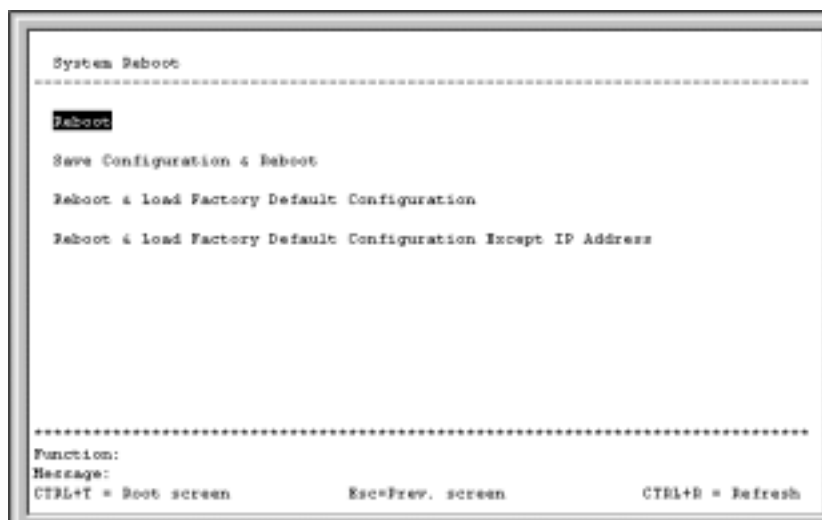 System Reboot
Reboot
Save Configuration & Reboot
Reboot & Load Factory Default Configuration
Reboot & Load Factory Default Configuration Except IP Address
Function:
Message:
CTRL+T = Root screen Esc=Prev. screen CTRL+R = Refresh